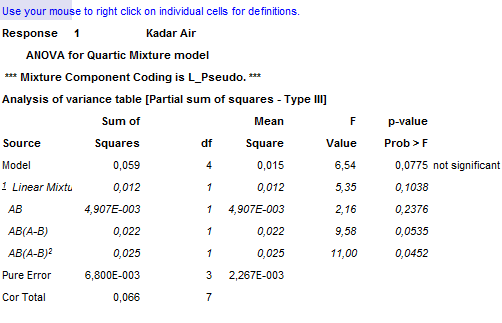 Use your mouse to right click on individual cells for definitions.
Response 1 Kadar Air
ANOVA for Quartic Mixture model
*** Mixture Component Coding is L_Pseudo. ***
Analysis of variance table [Partial sum of squares - Type III]
Sum of Mean F p-value
Source Squares df Square Value Prob > F
Model 0,059 4 0,015 6,54 0,0775 not significant
1 Linear Mixtu 0,012 1 0,012 5,35 0,1038
AB 4,907E-003 1 4,907E-003 2,16 0,2376
AB(A-B) 0,022 1 0,022 9,58 0,0535
AB(A-B)² 0,025 1 0,025 11,00 0,0452
Pure Error 6,800E-003 3 2,267E-003
Cor Total 0,066 7